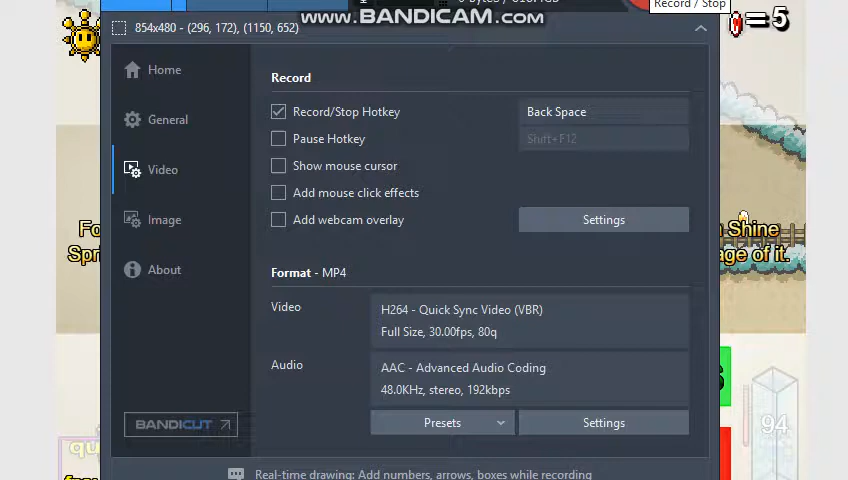 Record / Stop
www.BANDICAM.com
854x480 - (296, 172), (1150, 652)
=5
Home
General
Video
Image
About
BANDICUT
Record
Record/Stop Hotkey
Back Space
Pause Hotkey
Shift+F12
Show mouse cursor
Add mouse click effects
Add webcam overlay
Settings
Format - MP4
Video
H264 - Quick Sync Video (VBR)
Full Size, 30.00fps, 80q
Audio
AAC - Advanced Audio Coding
48.0KHz, stereo, 192kbps
Presets
Settings
Real-time drawing: Add numbers, arrows, boxes while recording
Shine
age of it.
94